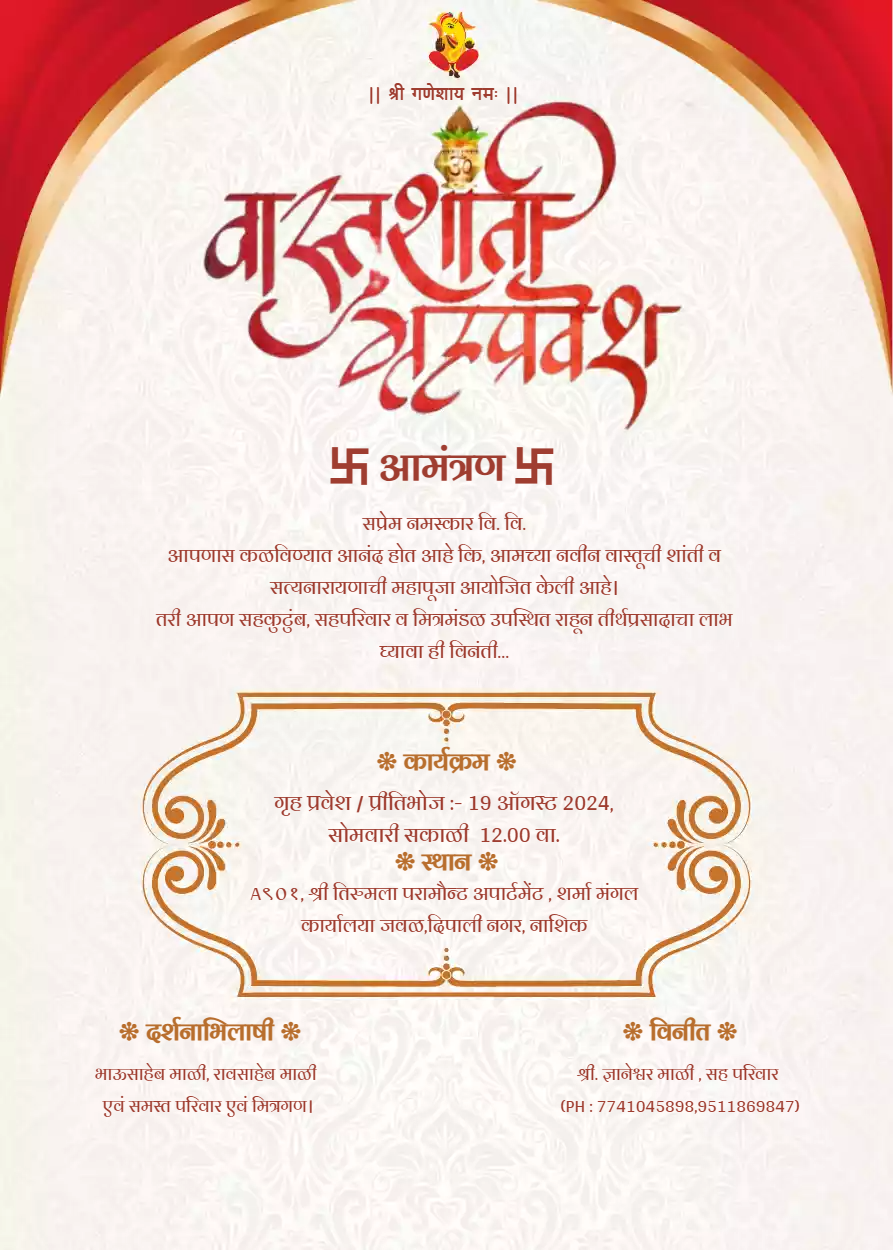 || श्री गणेशाय नमः ||
ॐ
वास्तुशांती
गृहप्रवेश
卐 आमंत्रण 卐
सप्रेम नमस्कार वि. वि.
आपणास कळविण्यात आनंद होत आहे कि, आमच्या नवीन वास्तूची शांती व
सत्यनारायणाची महापूजा आयोजित केली आहे।
तरी आपण सहकुटुंब, सहपरिवार व मित्रमंडळ उपस्थित राहून तीर्थप्रसादाचा लाभ
घ्यावा ही विनंती...
❇ कार्यक्रम ❇
गृह प्रवेश / प्रीतिभोज :- 19 ऑगस्ट 2024,
सोमवारी सकाळी 12.00 वा.
❇ स्थान ❇
A९०१, श्री तिरुमला परामौन्ट अपार्टमेंट , शर्मा मंगल
कार्यालया जवळ,दिपाली नगर, नाशिक
❇ दर्शनाभिलाषी ❇
भाऊसाहेब माळी, रावसाहेब माळी
एवं समस्त परिवार एवं मित्रगण।
❇ विनीत ❇
श्री. ज्ञानेश्वर माळी , सह परिवार
(PH : 7741045898,9511869847)